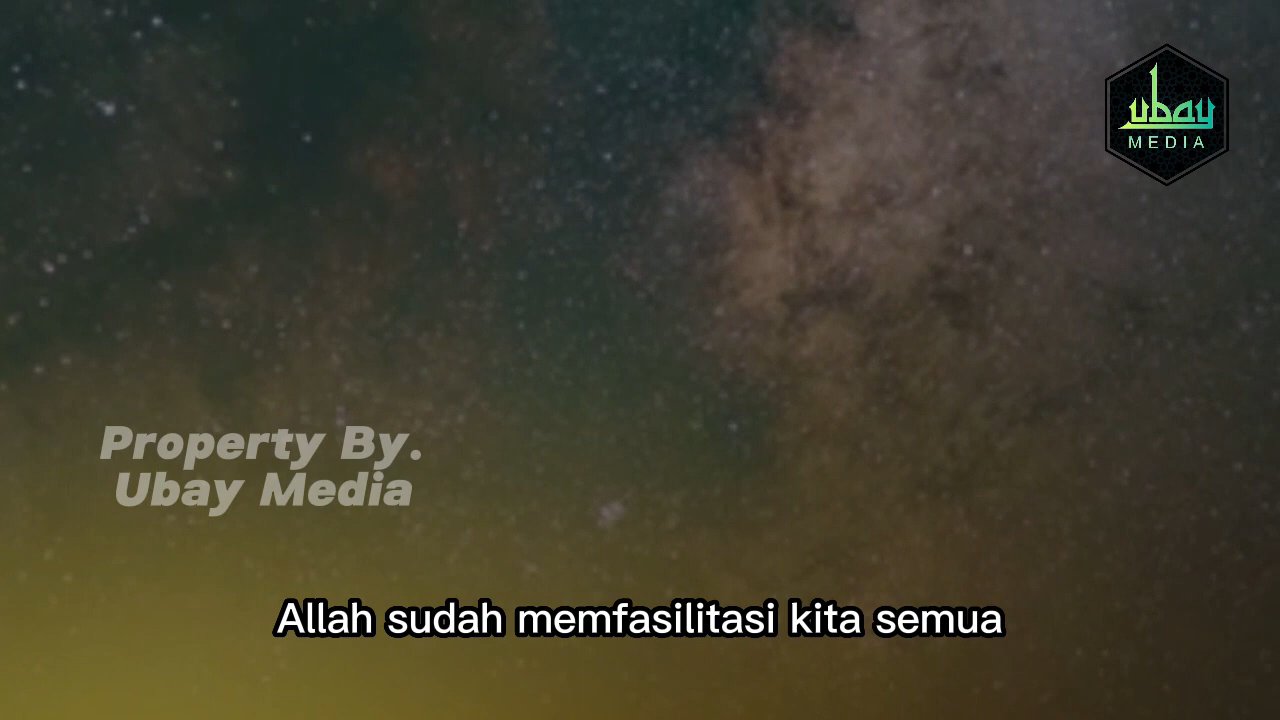 ubay
MEDIA
Property By.
Ubay Media
Allah sudah memfasilitasi kita semua